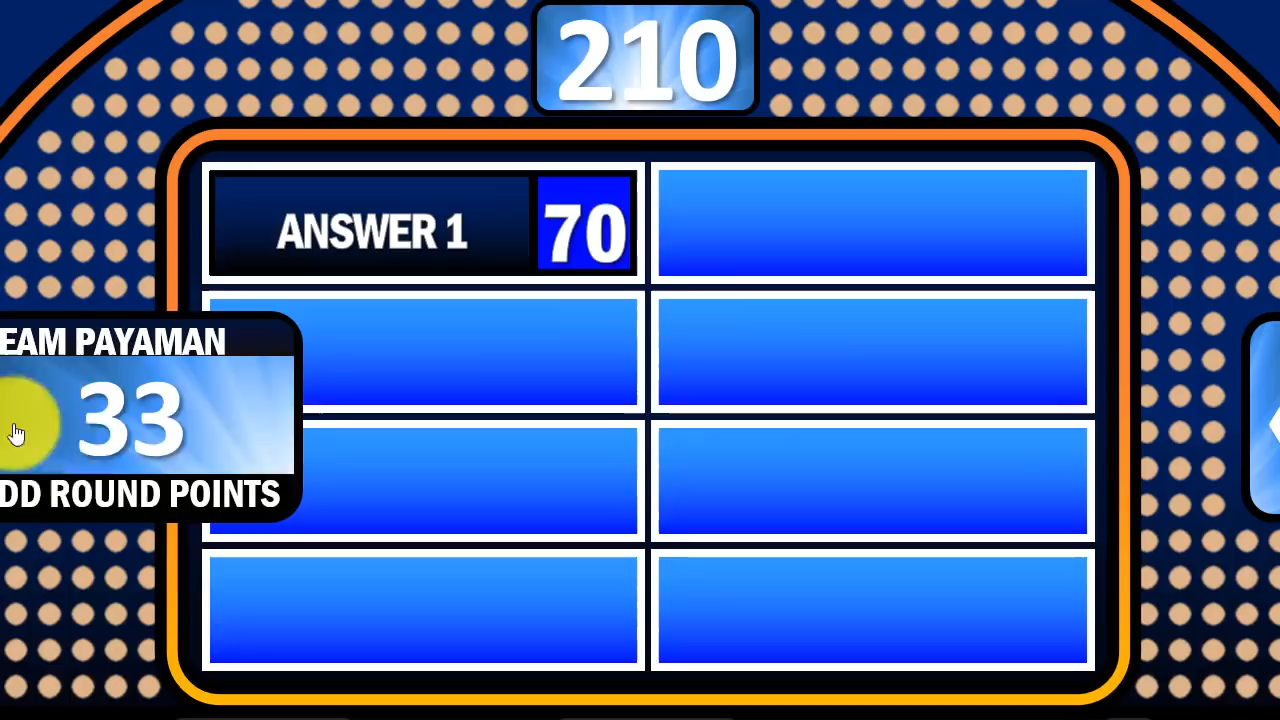 210
ANSWER 1 70
EAM PAYAMAN
33
DD ROUND POINTS